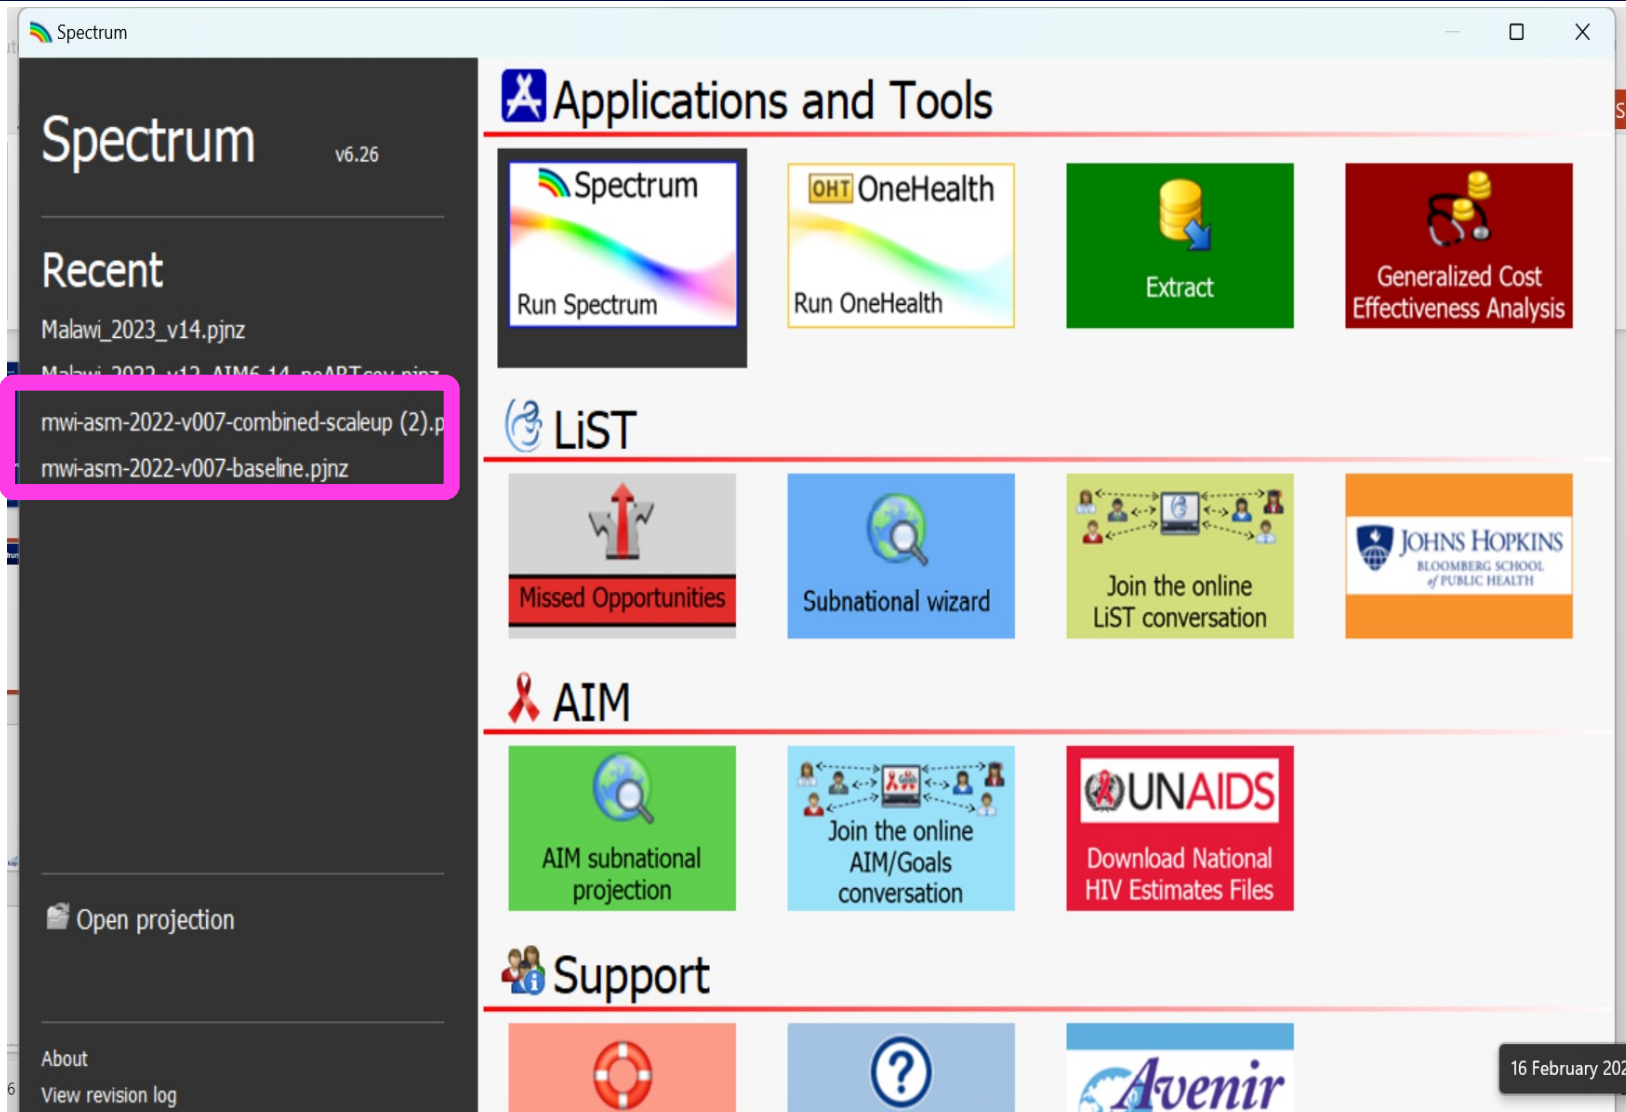 Spectrum
Spectrum v6.26
Recent
Malawi_2023_v14.pjnz
Malawi_2022_v12_AIM6.14_noARTcov.pjnz
mwi-asm-2022-v007-combined-scaleup (2).p
mwi-asm-2022-v007-baseline.pjnz
Open projection
About
View revision log
Applications and Tools
Spectrum
Run Spectrum
OHT OneHealth
Run OneHealth
Extract
Generalized Cost
Effectiveness Analysis
LiST
Missed Opportunities
Subnational wizard
Join the online
LiST conversation
JOHNS HOPKINS
BLOOMBERG SCHOOL
of PUBLIC HEALTH
AIM
AIM subnational
projection
Join the online
AIM/Goals
conversation
UNAIDS
Download National
HIV Estimates Files
Support
Avenir
16 February 202